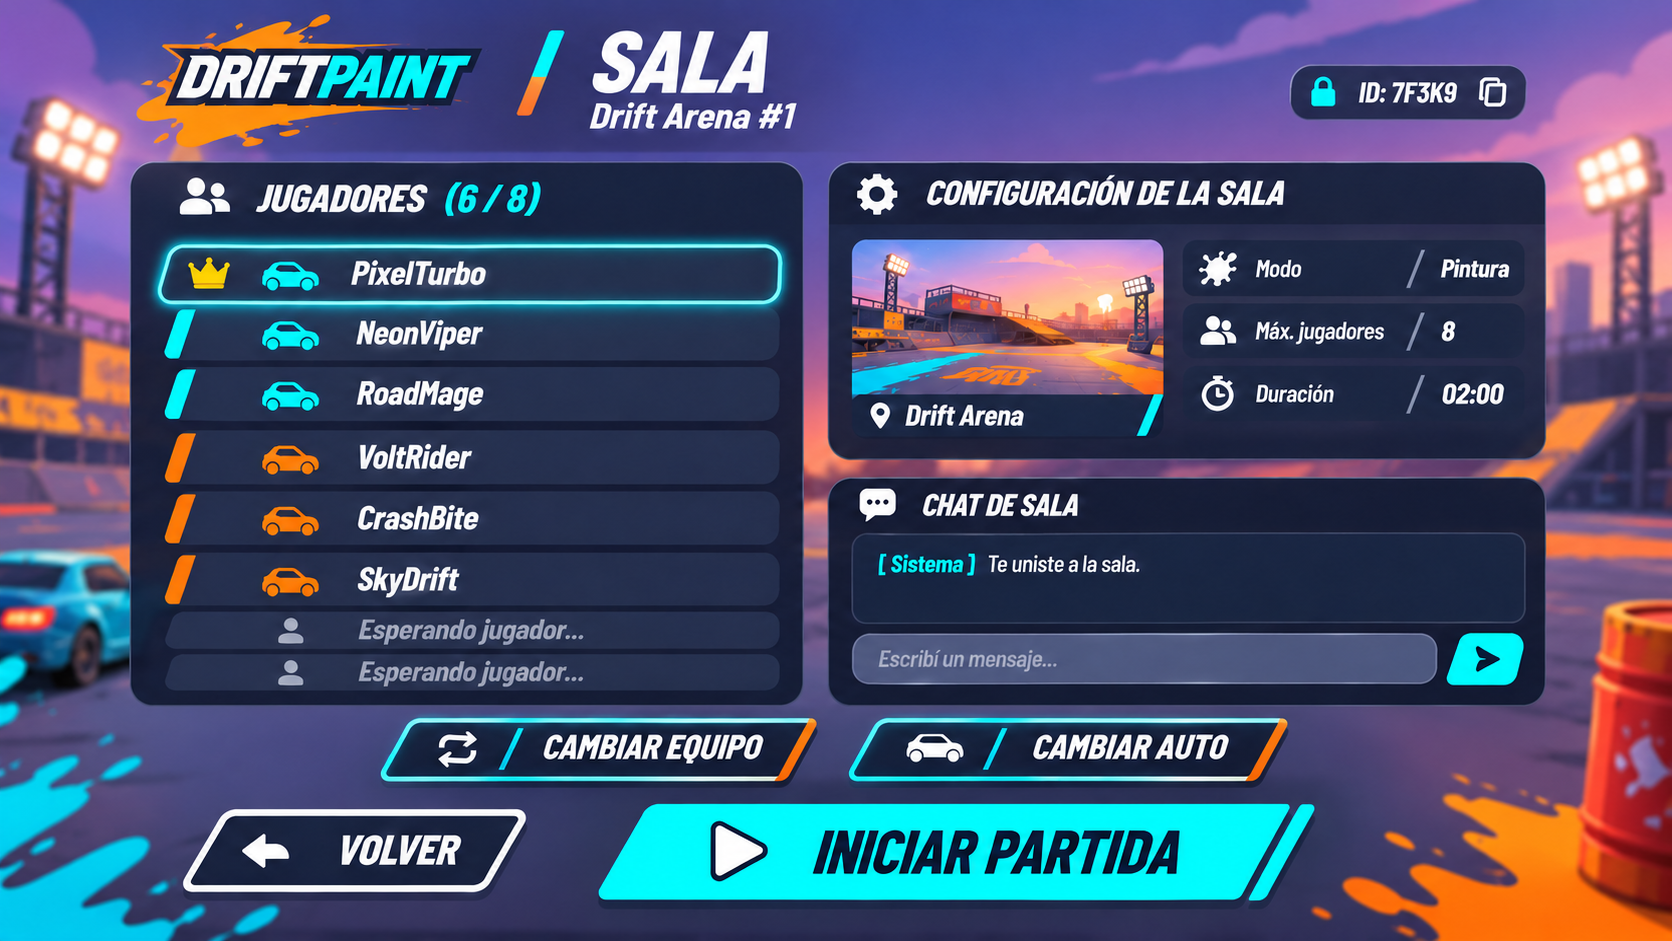 DRIFTPAINT
SALA
Drift Arena #1
ID: 7F3K9
JUGADORES (6 / 8)
PixelTurbo
NeonViper
RoadMage
VoltRider
CrashBite
SkyDrift
Esperando jugador...
Esperando jugador...
CONFIGURACIÓN DE LA SALA
Drift Arena
Modo / Pintura
Máx. jugadores / 8
Duración / 02:00
CHAT DE SALA
[ Sistema ] Te uniste a la sala.
Escribí un mensaje...
CAMBIAR EQUIPO
CAMBIAR AUTO
VOLVER
INICIAR PARTIDA